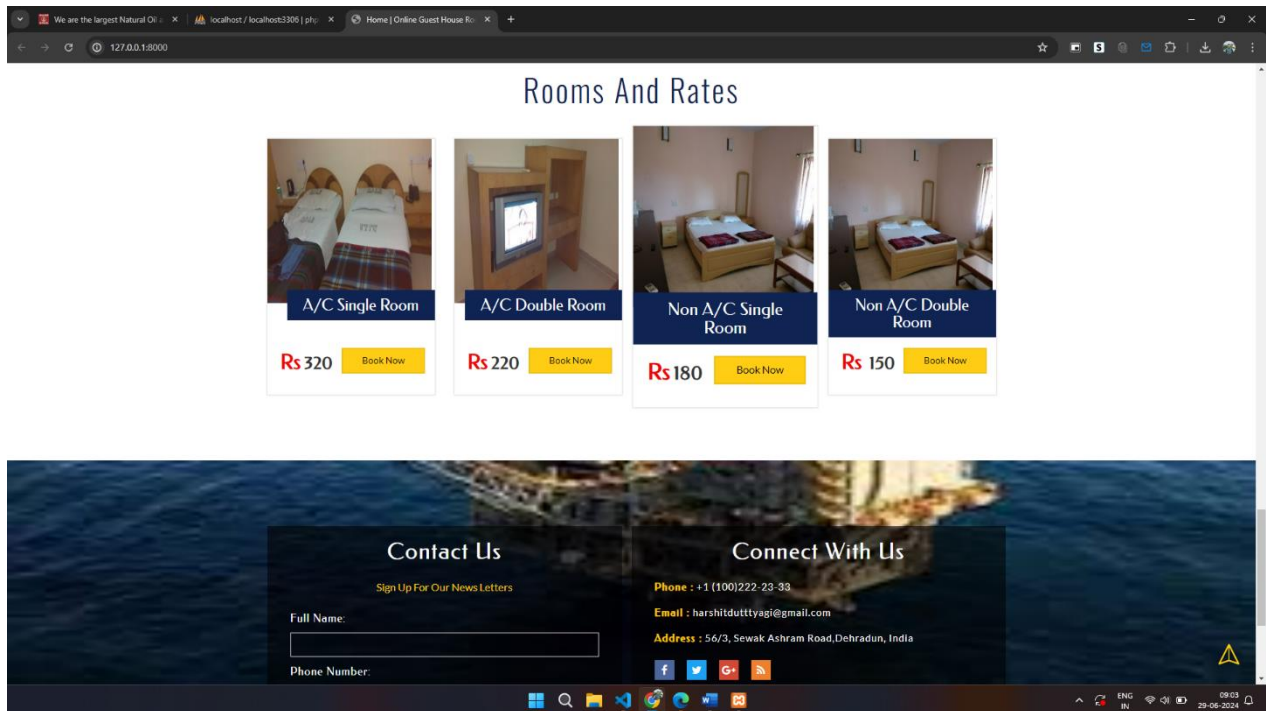 We are the largest Natural Oil a
localhost / localhost:3306 | php
Home | Online Guest House Ro
127.0.0.1:8000
Rooms And Rates
A/C Single Room
A/C Double Room
Non A/C Single
Room
Non A/C Double
Room
Rs 320 Book Now
Rs 220 Book Now
Rs 180 Book Now
Rs 150 Book Now
Contact Us
Sign Up For Our News Letters
Full Name:
Phone Number:
Connect With Us
Phone : +1 (100)222-23-33
Email : harshitdutttyagi@gmail.com
Address : 56/3, Sewak Ashram Road,Dehradun, India
ENG
IN
09:03
29-06-2024